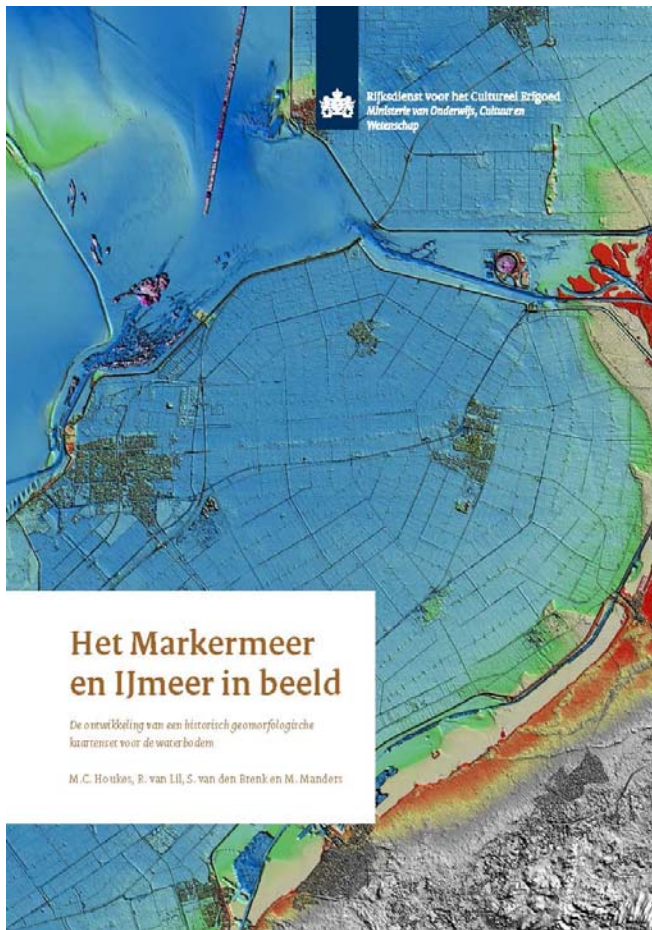 Rijksdienst voor het Cultureel Erfgoed
Ministerie van Onderwijs, Cultuur en
Wetenschap
Het Markermeer
en IJmeer in beeld
De ontwikkeling van een historisch geomorfologische
kaartenset voor de waterbodem
M.C. Houkes, R. van Lil, S. van den Brenk en M. Manders